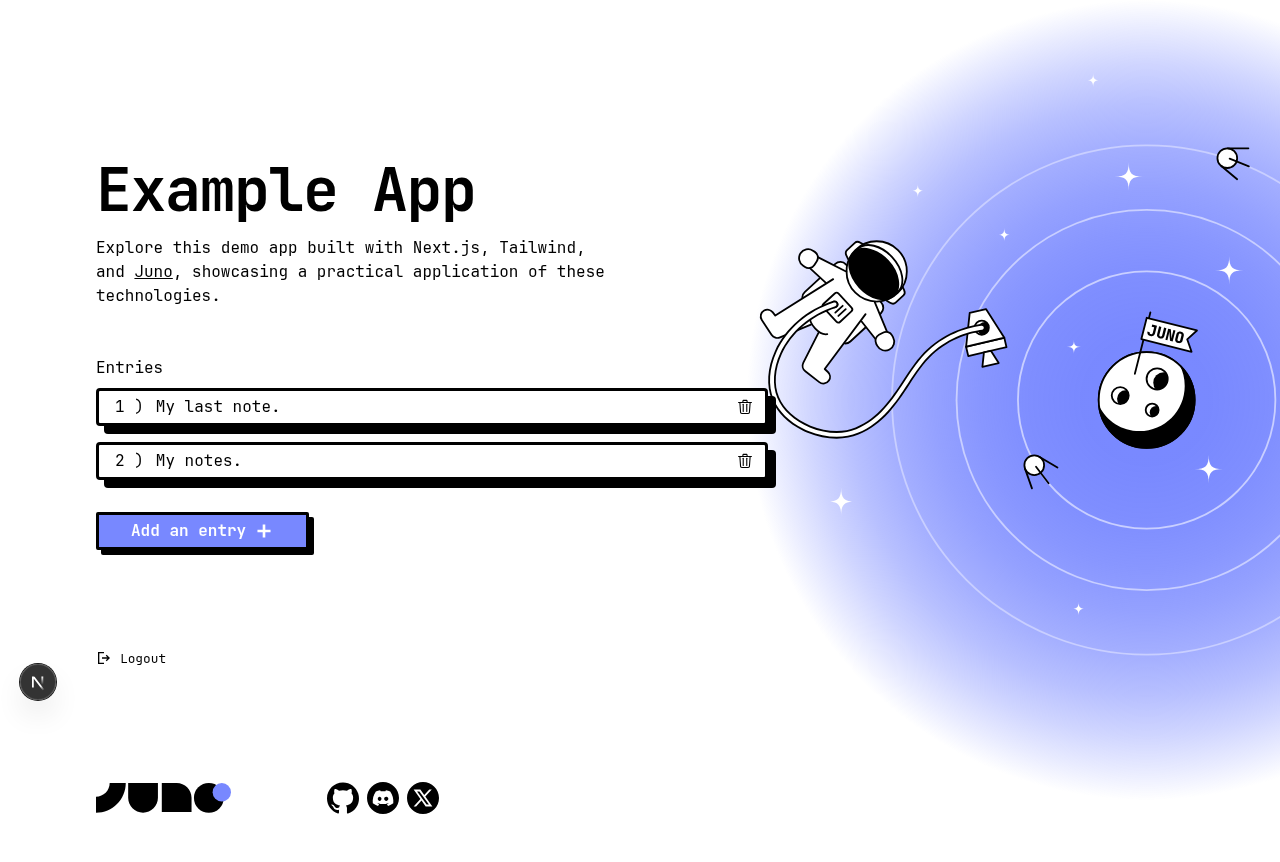 Example App
Explore this demo app built with Next.js, Tailwind,
and Juno, showcasing a practical application of these
technologies.
JUNO
Entries
1 ) My last note.
2 ) My notes.
Add an entry +
Logout
N
JUNO